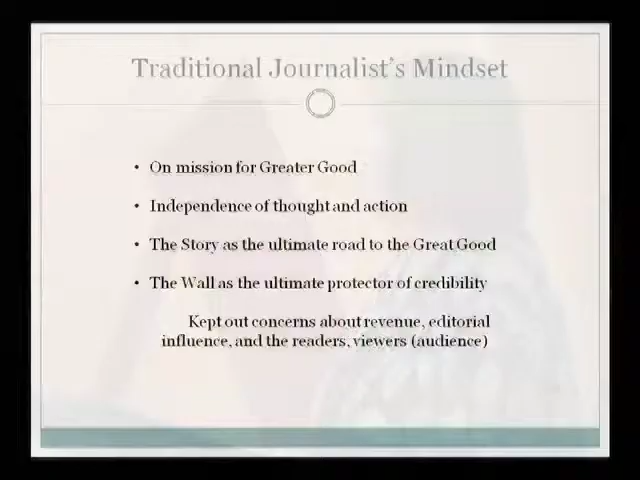 Traditional Journalist's Mindset
• On mission for Greater Good
• Independence of thought and action
• The Story as the ultimate road to the Great Good
• The Wall as the ultimate protector of credibility
Kept out concerns about revenue, editorial
influence, and the readers, viewers (audience)